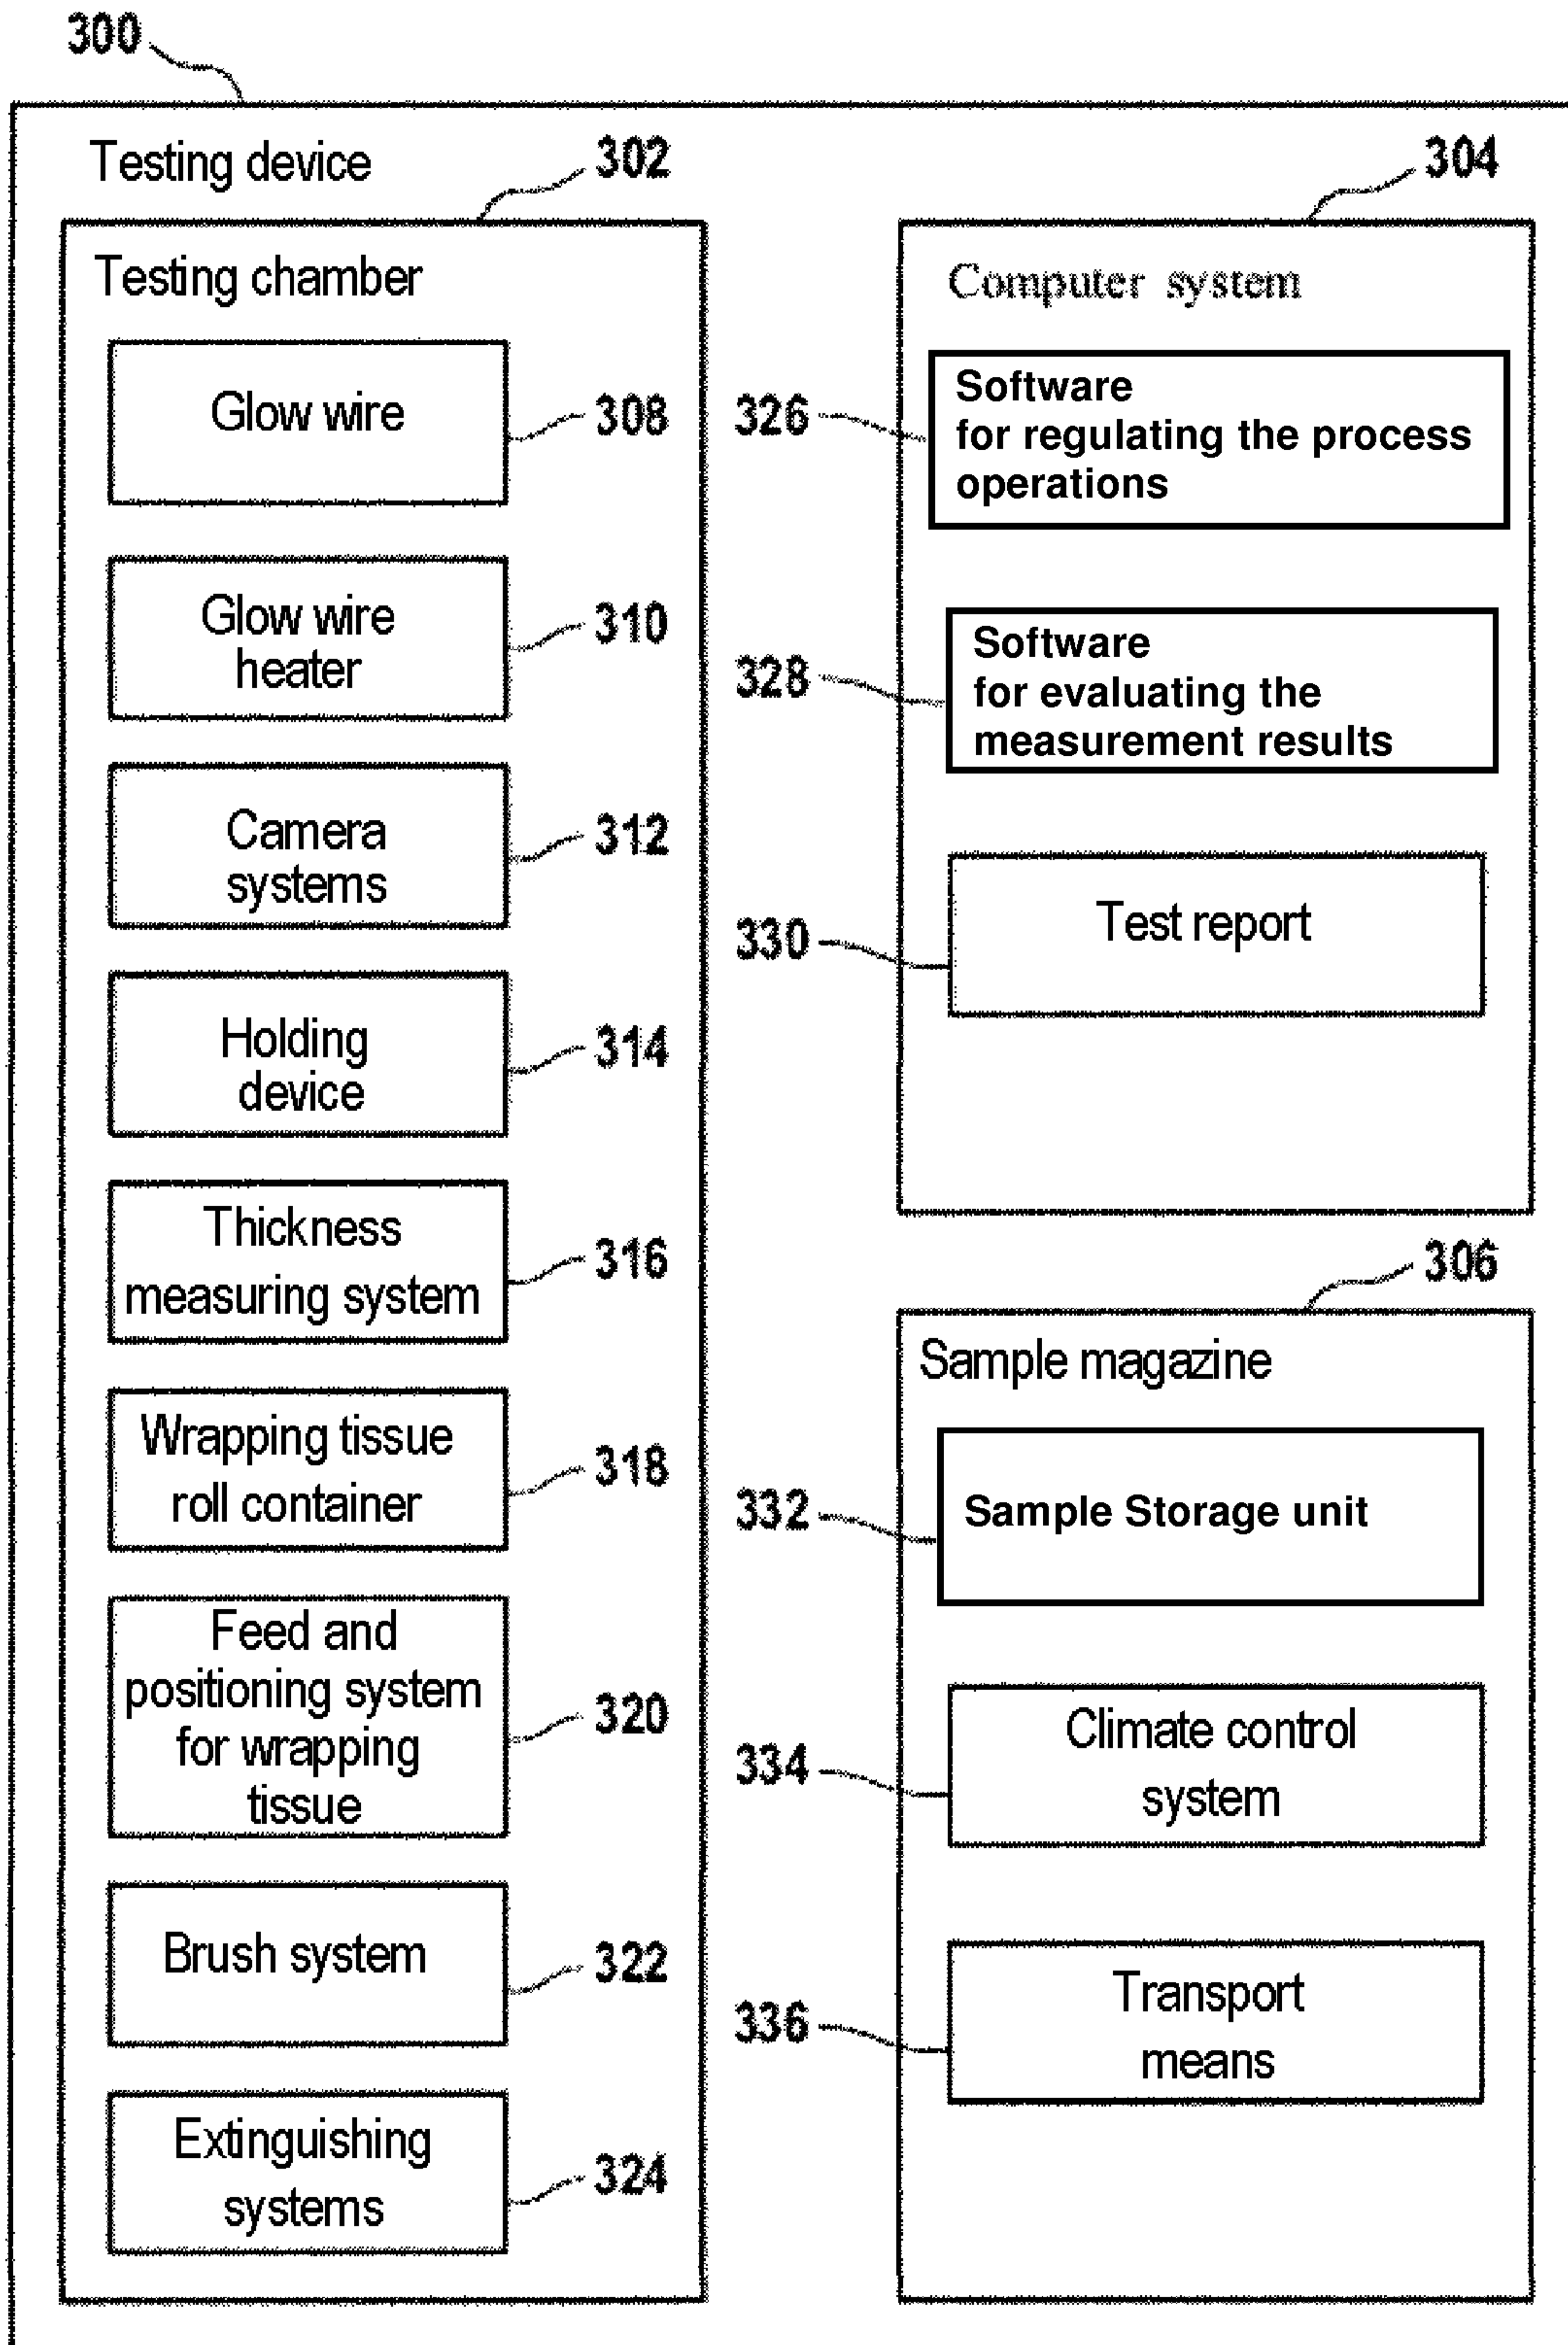 300
Testing device
302
Testing chamber
Glow wire
308
Glow wire
heater
310
Camera
systems
312
Holding
device
314
Thickness
measuring system
316
Wrapping tissue
roll container
318
Feed and
positioning system
for wrapping
tissue
320
Brush system
322
Extinguishing
systems
324
304
Computer system
326
Software
for regulating the process
operations
328
Software
for evaluating the
measurement results
330
Test report
306
Sample magazine
332
Sample Storage unit
334
Climate control
system
336
Transport
means